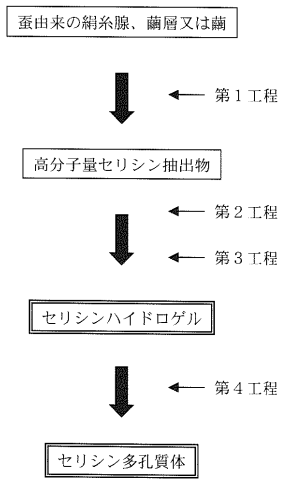 蚕由来の絹糸腺、繭層又は繭
第１工程
高分子量セリシン抽出物
第２工程
第３工程
セリシンハイドロゲル
第４工程
セリシン多孔質体